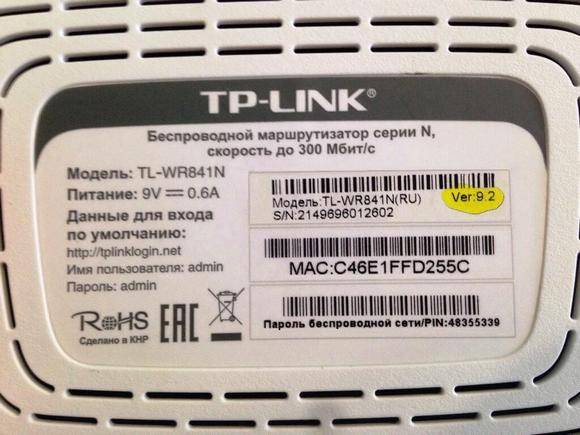 TP-LINK®
Беспроводной маршрутизатор серии N,
скорость до 300 Мбит/с
Модель: TL-WR841N
Питание: 9V ⎓ 0.6A
Данные для входа
по умолчанию:
http://tplinklogin.net
Имя пользователя: admin
Пароль: admin
RoHS
Сделано в КНР
EAC
Модель:TL-WR841N(RU) Ver:9.2
S/N:2149696012602
MAC:C46E1FFD255C
Пароль беспроводной сети/PIN:48355339